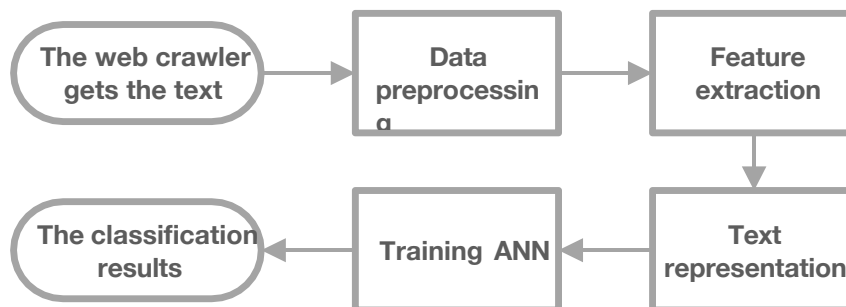 The web crawler
gets the text
Data
preprocessin
g
Feature
extraction
The classification
results
Training ANN
Text
representation